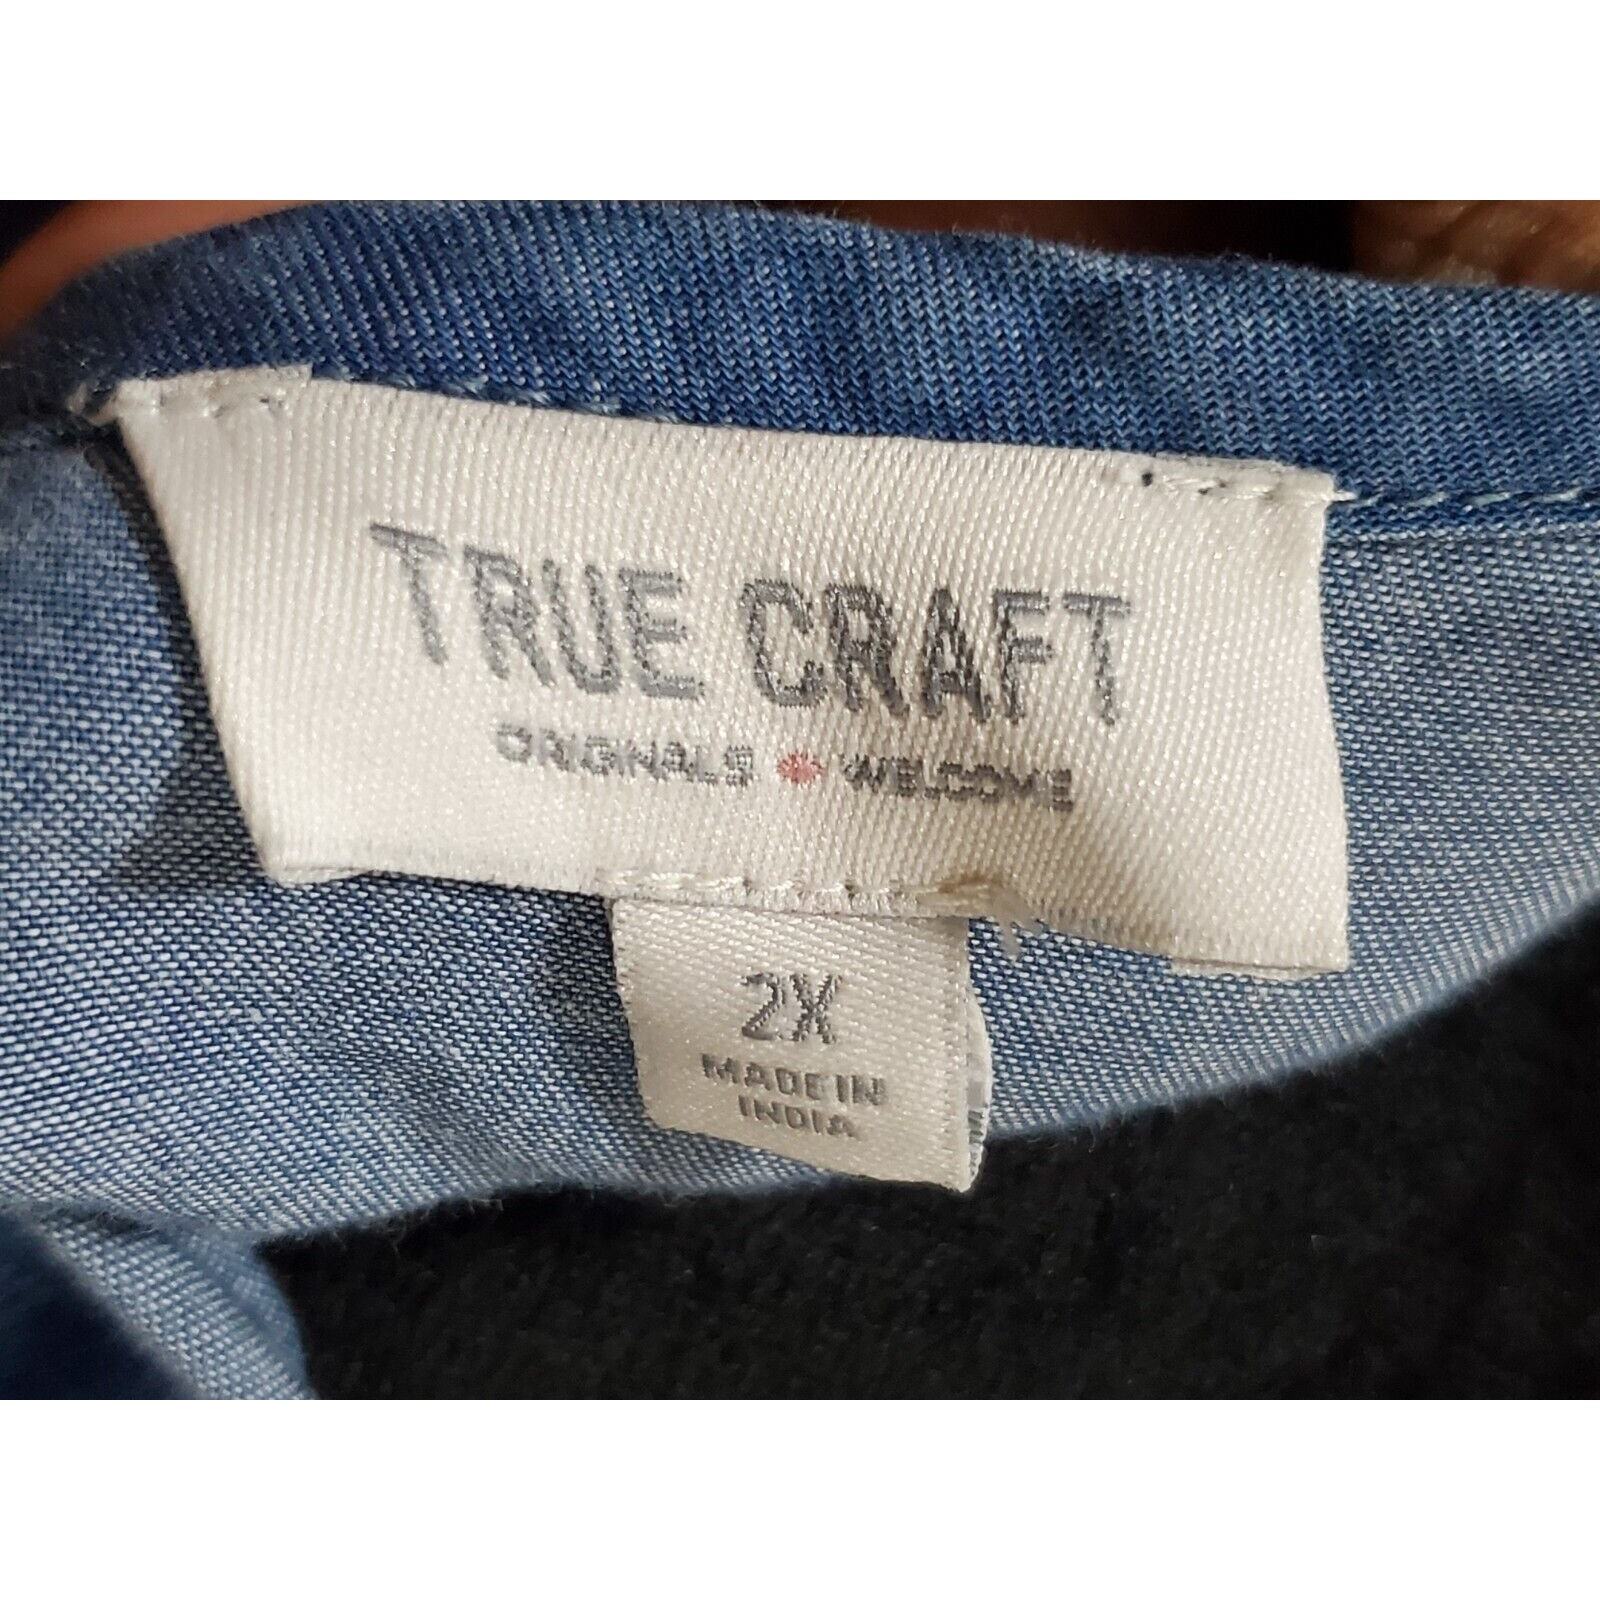 TRUE CRAFT
ORIGINALS * WELCOME
2X
MADE IN
INDIA